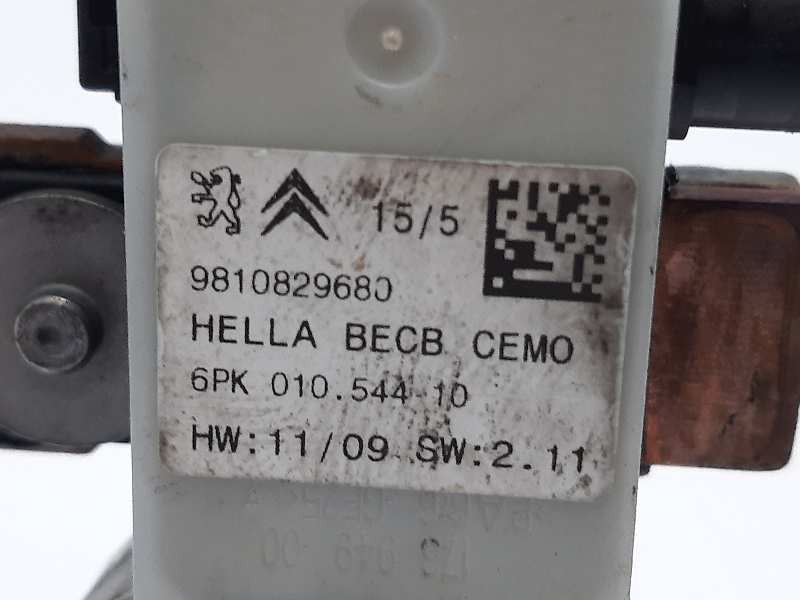 15/5
9810829680
HELLA BECB CEMO
6PK 010.544-10
HW:11/09 SW:2.11